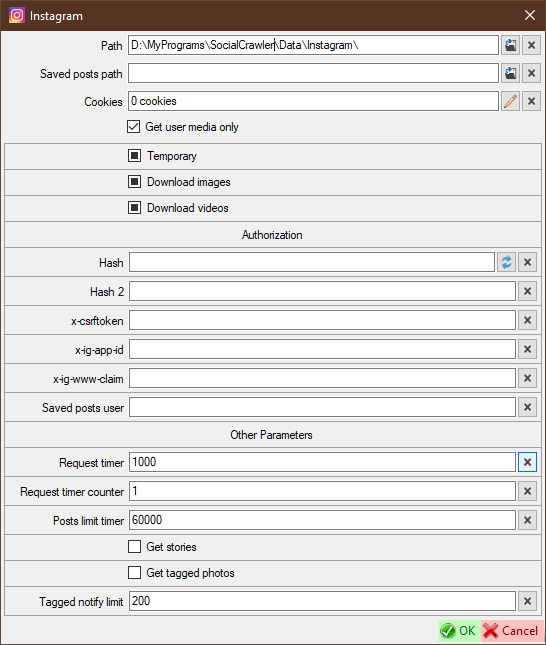 Instagram
Path D:\MyPrograms\SocialCrawler\Data\Instagram\
Saved posts path
Cookies 0 cookies
Get user media only
Temporary
Download images
Download videos
Authorization
Hash
Hash 2
x-csrftoken
x-ig-app-id
x-ig-www-claim
Saved posts user
Other Parameters
Request timer 1000
Request timer counter 1
Posts limit timer 60000
Get stories
Get tagged photos
Tagged notify limit 200
OK Cancel